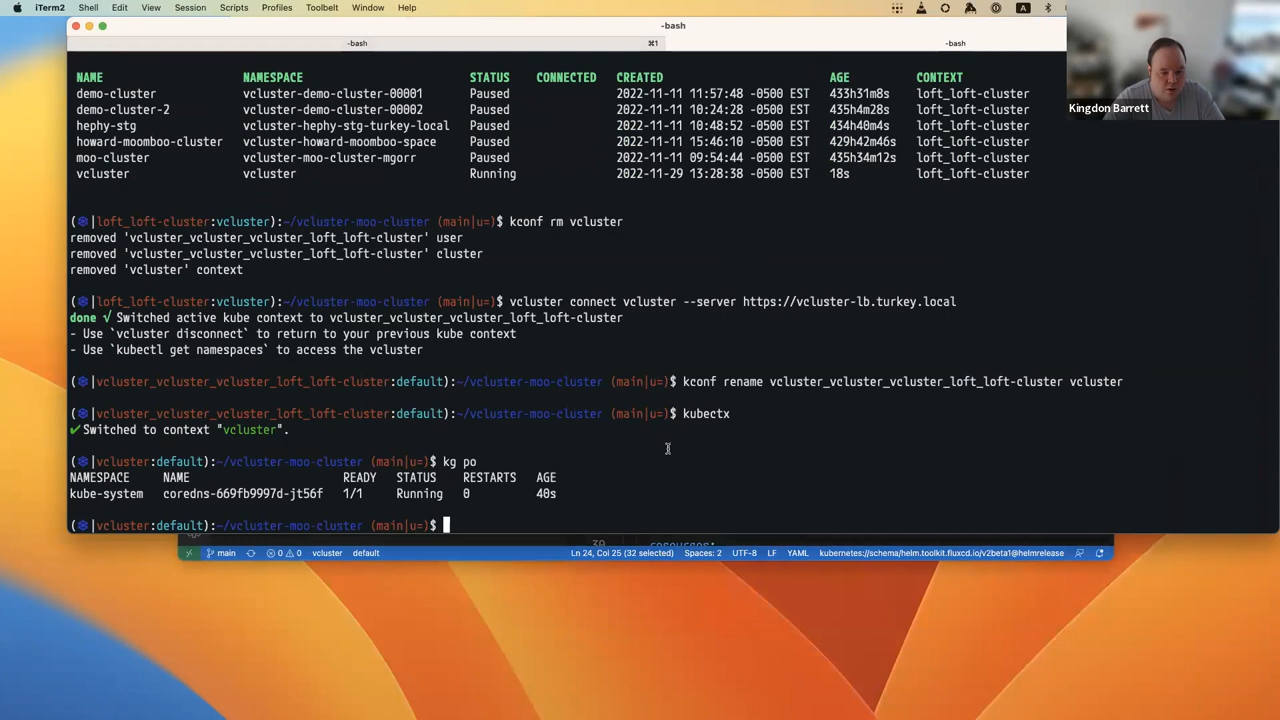 iTerm2 Shell Edit View Session Scripts Profiles Toolbelt Window Help A
-bash
-bash ⌘1 -bash
NAME NAMESPACE STATUS CONNECTED CREATED AGE CONTEXT
demo-cluster vcluster-demo-cluster-00001 Paused 2022-11-11 11:57:48 -0500 EST 433h31m8s loft_loft-cluster
demo-cluster-2 vcluster-demo-cluster-00002 Paused 2022-11-11 10:24:28 -0500 EST 435h4m28s loft_loft-cluster
hephy-stg vcluster-hephy-stg-turkey-local Paused 2022-11-11 10:48:52 -0500 EST 434h40m4s loft_loft-cluster
howard-moomboo-cluster vcluster-howard-moomboo-space Paused 2022-11-11 15:46:10 -0500 EST 429h42m46s loft_loft-cluster
moo-cluster vcluster-moo-cluster-mgorr Paused 2022-11-11 09:54:44 -0500 EST 435h34m12s loft_loft-cluster
vcluster vcluster Running 2022-11-29 13:28:38 -0500 EST 18s loft_loft-cluster
Kingdon Barrett
(⎈|loft_loft-cluster:vcluster):~/vcluster-moo-cluster (main|u=)$ kconf rm vcluster
removed 'vcluster_vcluster_vcluster_loft_loft-cluster' user
removed 'vcluster_vcluster_vcluster_loft_loft-cluster' cluster
removed 'vcluster' context
(⎈|loft_loft-cluster:vcluster):~/vcluster-moo-cluster (main|u=)$ vcluster connect vcluster --server https://vcluster-lb.turkey.local
done √ Switched active kube context to vcluster_vcluster_vcluster_loft_loft-cluster
- Use `vcluster disconnect` to return to your previous kube context
- Use `kubectl get namespaces` to access the vcluster
(⎈|vcluster_vcluster_vcluster_loft_loft-cluster:default):~/vcluster-moo-cluster (main|u=)$ kconf rename vcluster_vcluster_vcluster_loft_loft-cluster vcluster
(⎈|vcluster_vcluster_vcluster_loft_loft-cluster:default):~/vcluster-moo-cluster (main|u=)$ kubectx
✔Switched to context "vcluster".
(⎈|vcluster:default):~/vcluster-moo-cluster (main|u=)$ kg po
NAMESPACE NAME READY STATUS RESTARTS AGE
kube-system coredns-669fb9997d-jt56f 1/1 Running 0 40s
(⎈|vcluster:default):~/vcluster-moo-cluster (main|u=)$
main 0 0 vcluster default Ln 24, Col 25 (32 selected) Spaces: 2 UTF-8 LF YAML kubernetes://schema/helm.toolkit.fluxcd.io/v2beta1@helmrelease